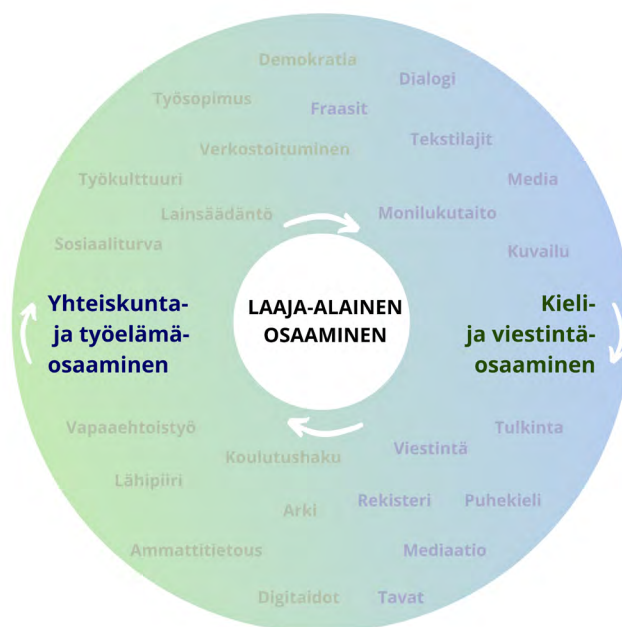 Demokratia
Dialogi
Työsopimus
Fraasit
Tekstilajit
Verkostoituminen
Työkulttuuri
Media
Lainsäädäntö
Monilukutaito
Sosiaaliturva
Kuvailu
Yhteiskunta-
ja työelämä-
osaaminen
LAAJA-ALAINEN
OSAAMINEN
Kieli-
ja viestintä-
osaaminen
Vapaaehtoistyö
Tulkinta
Koulutushaku
Viestintä
Lähipiiri
Arki
Rekisteri
Puhekieli
Ammattitietous
Mediaatio
Digitaidot
Tavat